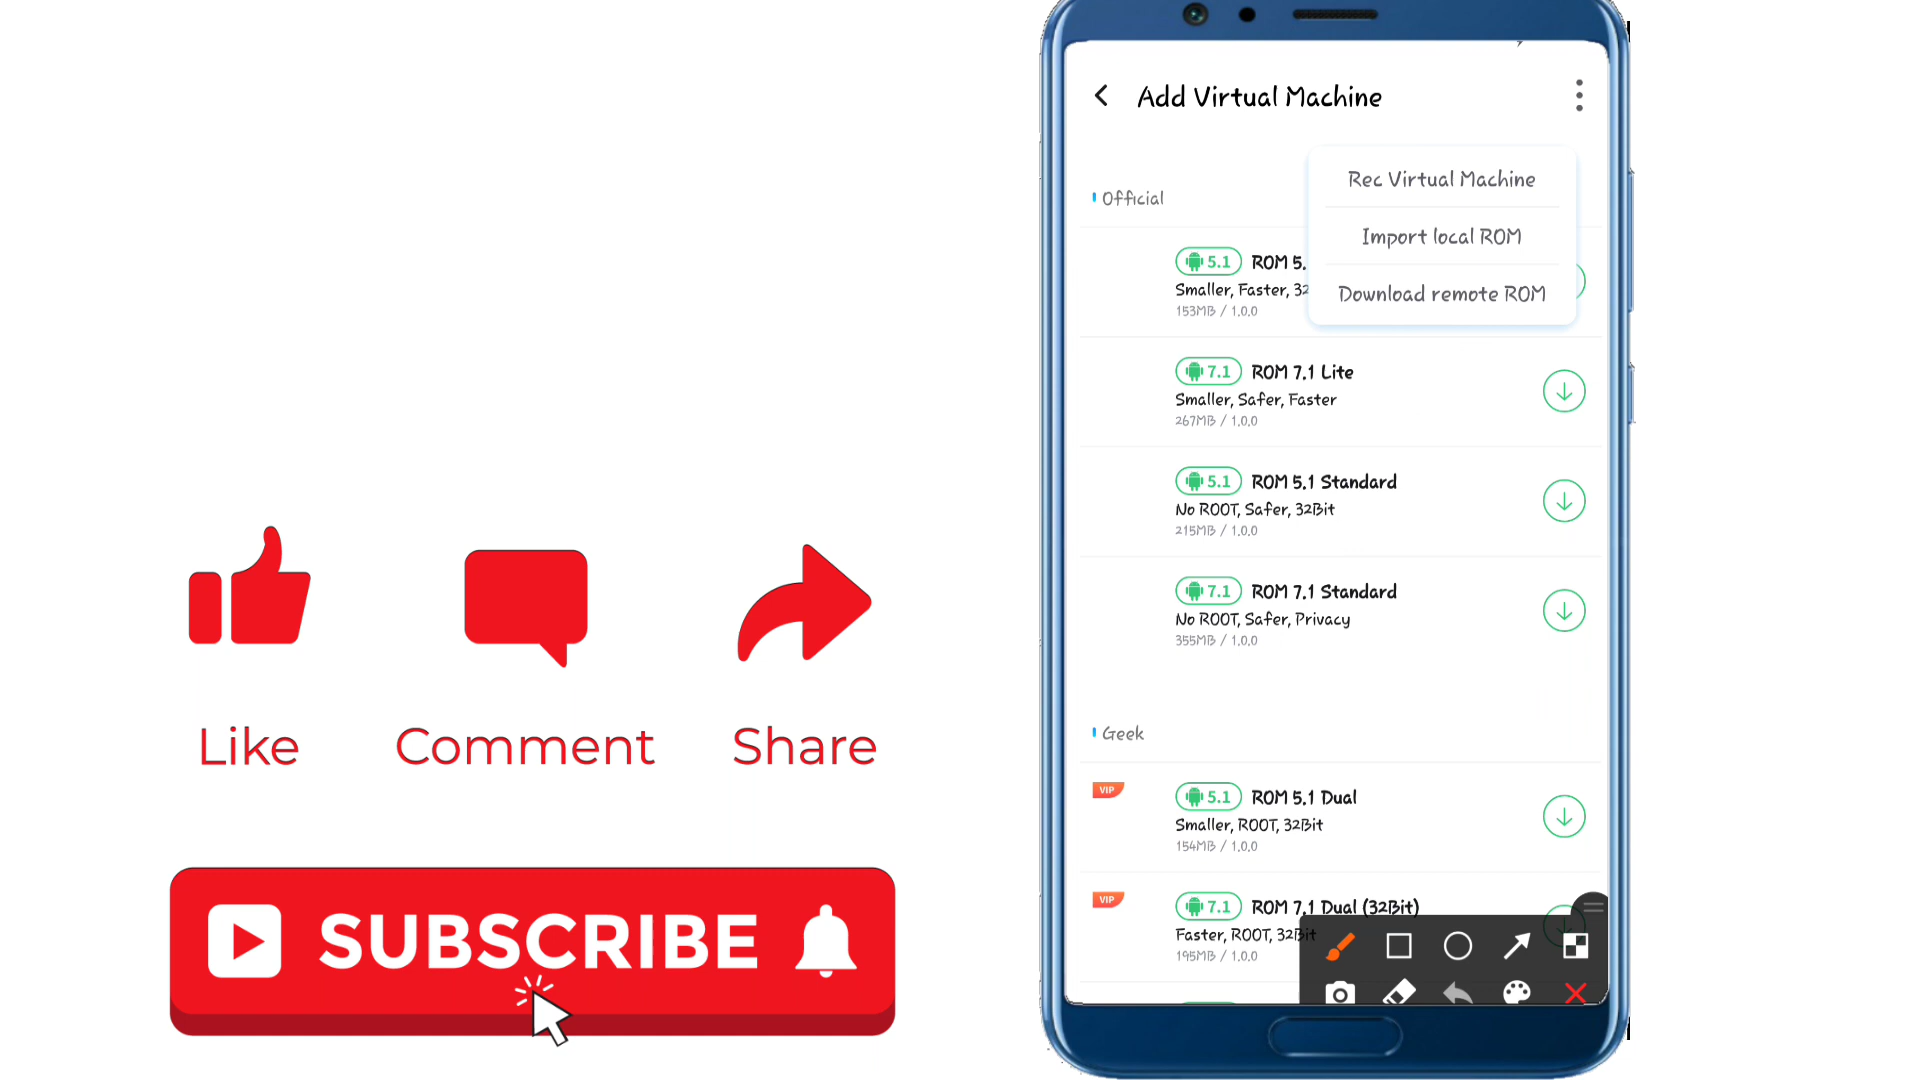 Add Virtual Machine
Rec Virtual Machine
Import local ROM
Download remote ROM
Official
5.1 ROM 5.
Smaller, Faster, 32
153MB / 1.0.0
7.1 ROM 7.1 Lite
Smaller, Safer, Faster
267MB / 1.0.0
5.1 ROM 5.1 Standard
No ROOT, Safer, 32Bit
215MB / 1.0.0
7.1 ROM 7.1 Standard
No ROOT, Safer, Privacy
355MB / 1.0.0
Geek
VIP
5.1 ROM 5.1 Dual
Smaller, ROOT, 32Bit
154MB / 1.0.0
VIP
7.1 ROM 7.1 Dual (32Bit)
Faster, ROOT, 32Bit
195MB / 1.0.0
Like Comment Share
SUBSCRIBE